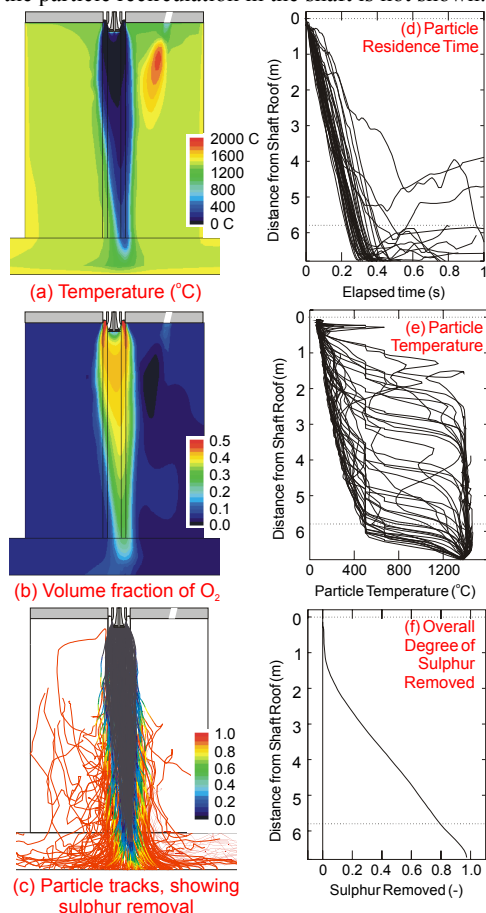 the particle recirculation in the shaft is not shown.
2000 C
1600
1200
800
400
0 C
(a) Temperature (°C)
(d) Particle
Residence Time
Distance from Shaft Roof (m)
0
1
2
3
4
5
6
0 0.2 0.4 0.6 0.8 1
Elapsed time (s)
0.5
0.4
0.3
0.2
0.1
0.0
(b) Volume fraction of O₂
(e) Particle
Temperature
Distance from Shaft Roof (m)
0
1
2
3
4
5
6
0 400 800 1200
Particle Temperature (°C)
1.0
0.8
0.6
0.4
0.2
0.0
(c) Particle tracks, showing
sulphur removal
(f) Overall
Degree of
Sulphur
Removed
Distance from Shaft Roof (m)
0
1
2
3
4
5
6
0 0.2 0.4 0.6 0.8 1.0
Sulphur Removed (-)